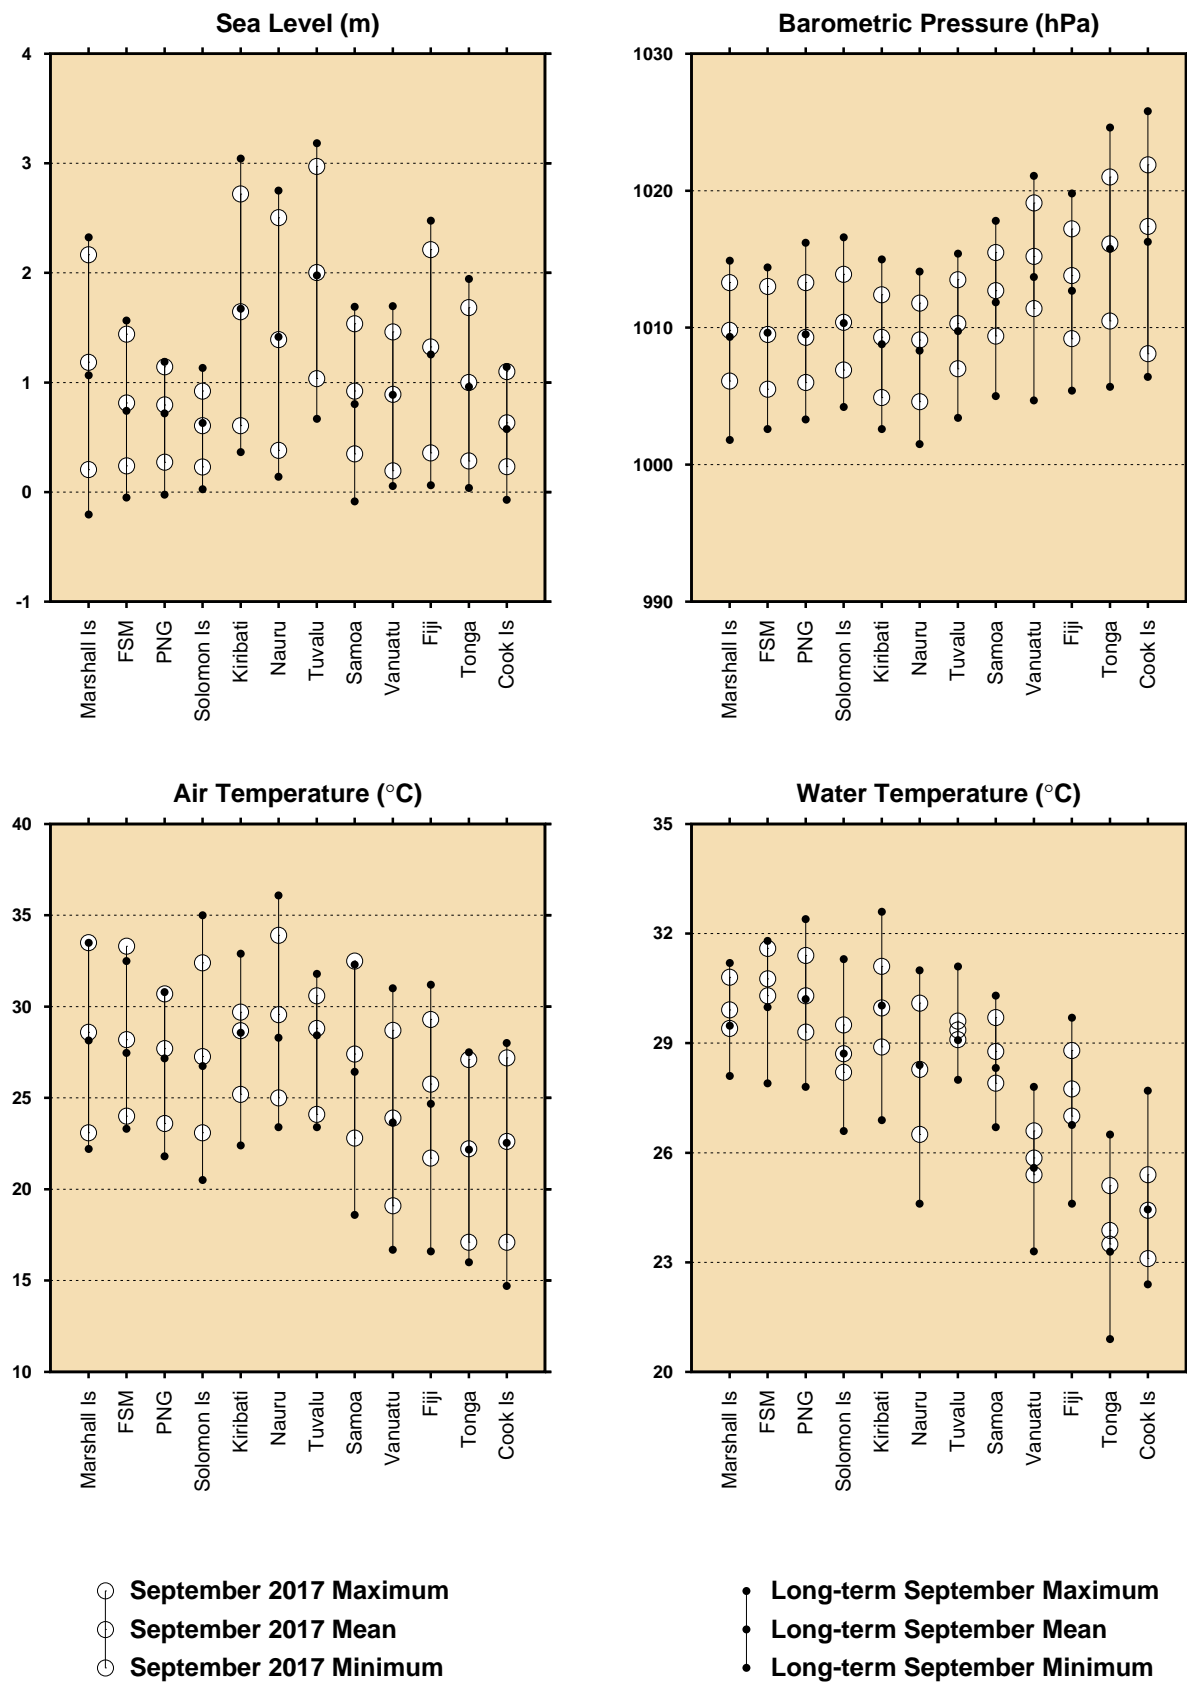 Sea Level (m)
4
3
2
1
0
-1
Marshall Is
FSM
PNG
Solomon Is
Kiribati
Nauru
Tuvalu
Samoa
Vanuatu
Fiji
Tonga
Cook Is
Barometric Pressure (hPa)
1030
1020
1010
1000
990
Marshall Is
FSM
PNG
Solomon Is
Kiribati
Nauru
Tuvalu
Samoa
Vanuatu
Fiji
Tonga
Cook Is
Air Temperature (°C)
40
35
30
25
20
15
10
Marshall Is
FSM
PNG
Solomon Is
Kiribati
Nauru
Tuvalu
Samoa
Vanuatu
Fiji
Tonga
Cook Is
Water Temperature (°C)
35
32
29
26
23
20
Marshall Is
FSM
PNG
Solomon Is
Kiribati
Nauru
Tuvalu
Samoa
Vanuatu
Fiji
Tonga
Cook Is
September 2017 Maximum
September 2017 Mean
September 2017 Minimum
Long-term September Maximum
Long-term September Mean
Long-term September Minimum